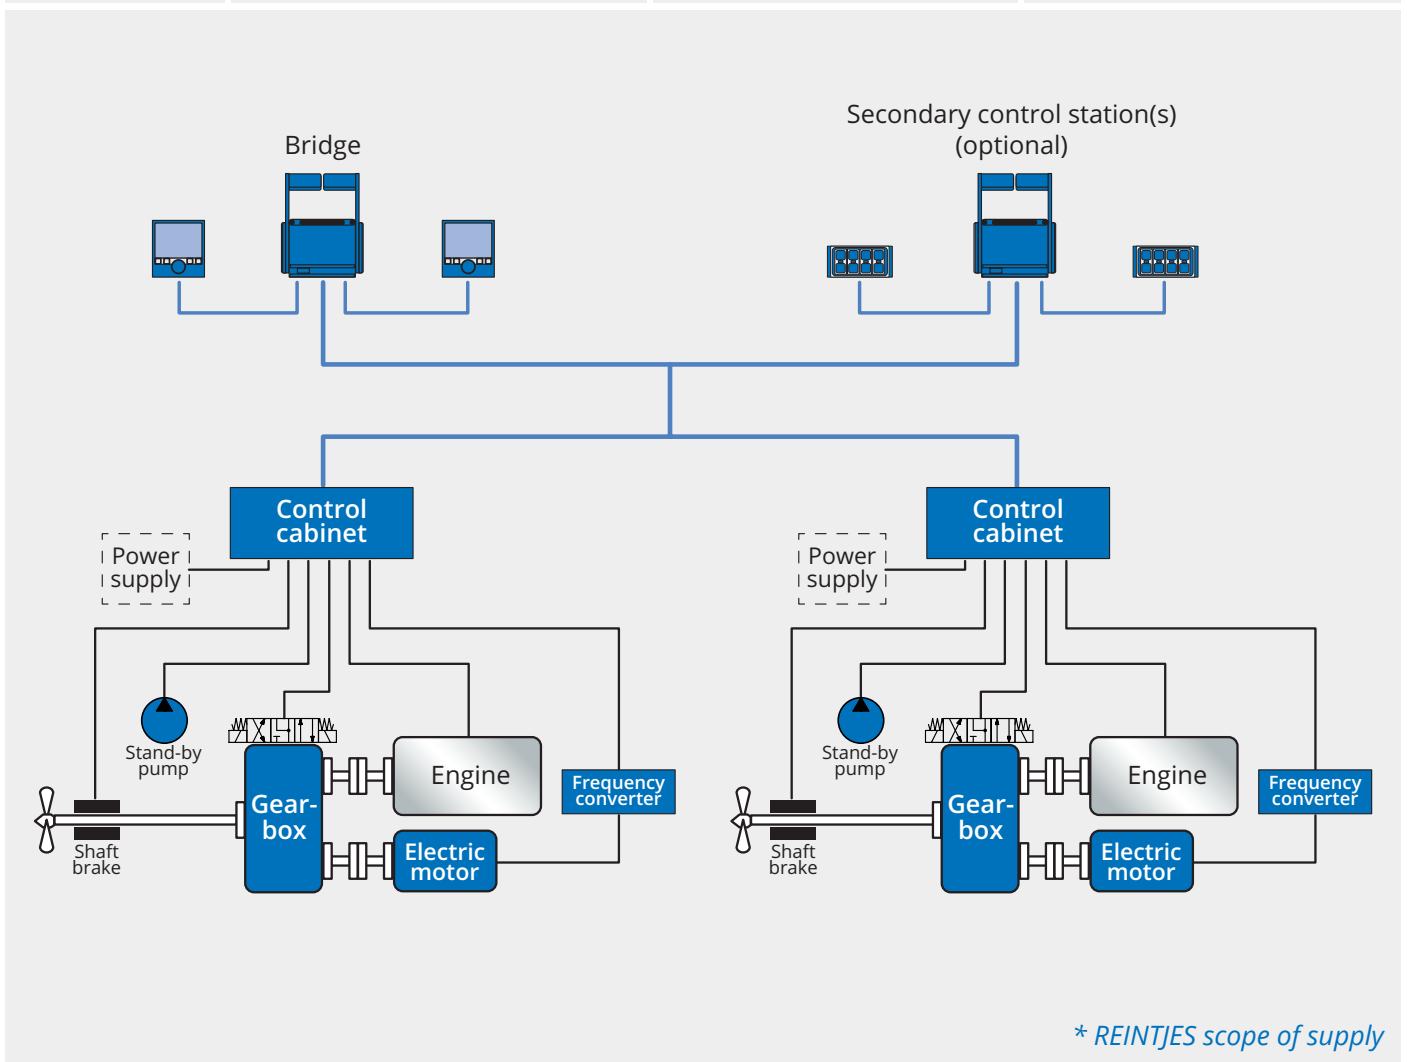 Secondary control station(s)
(optional)
Bridge
Control
cabinet
Power
supply
Stand-by
pump
Shaft
brake
Gear-
box
Engine
Electric
motor
Frequency
converter
Control
cabinet
Power
supply
Stand-by
pump
Shaft
brake
Gear-
box
Engine
Electric
motor
Frequency
converter
* REINTJES scope of supply